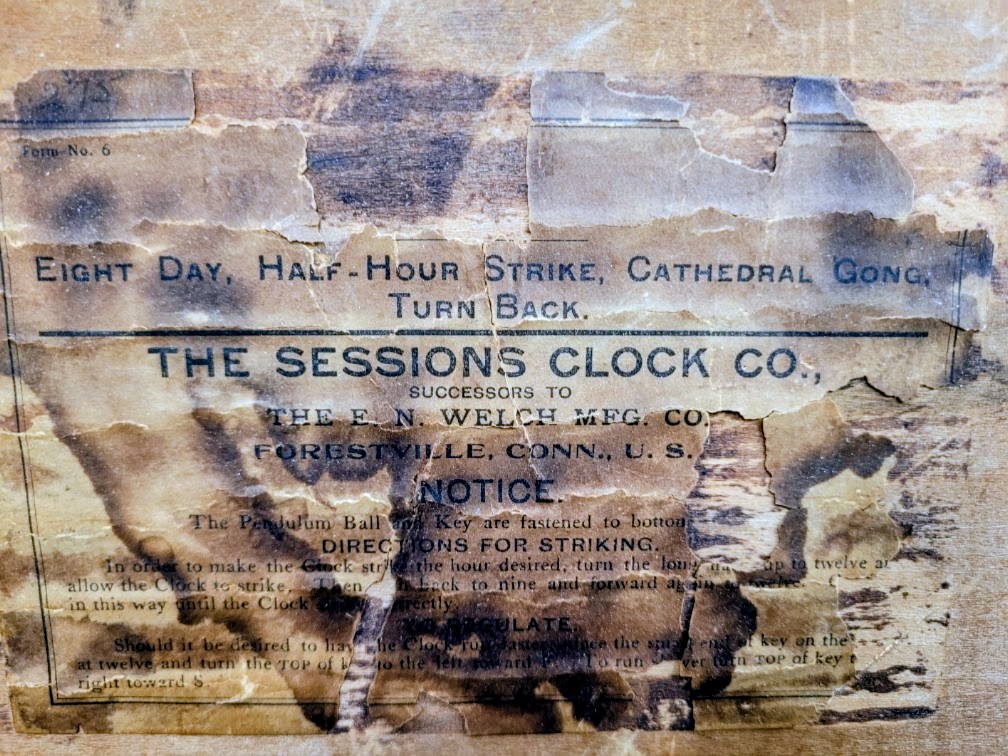 275
Form No. 6
EIGHT DAY, HALF-HOUR STRIKE, CATHEDRAL GONG,
TURN BACK.
THE SESSIONS CLOCK CO.,
SUCCESSORS TO
THE E. N. WELCH MFG. CO.
FORESTVILLE, CONN., U. S.
NOTICE.
The Pendulum Ball and Key are fastened to bottom
DIRECTIONS FOR STRIKING.
In order to make the Clock strike the hour desired, turn the long up to twelve
allow the Clock to strike. Then back to nine and forward again to twelve.
in this way until the Clock
REGULATE.
Should it be desired to have the Clock run faster, place the small end of key on the
at twelve and turn the TOP of to the left toward To run turn TOP of key
right toward S.